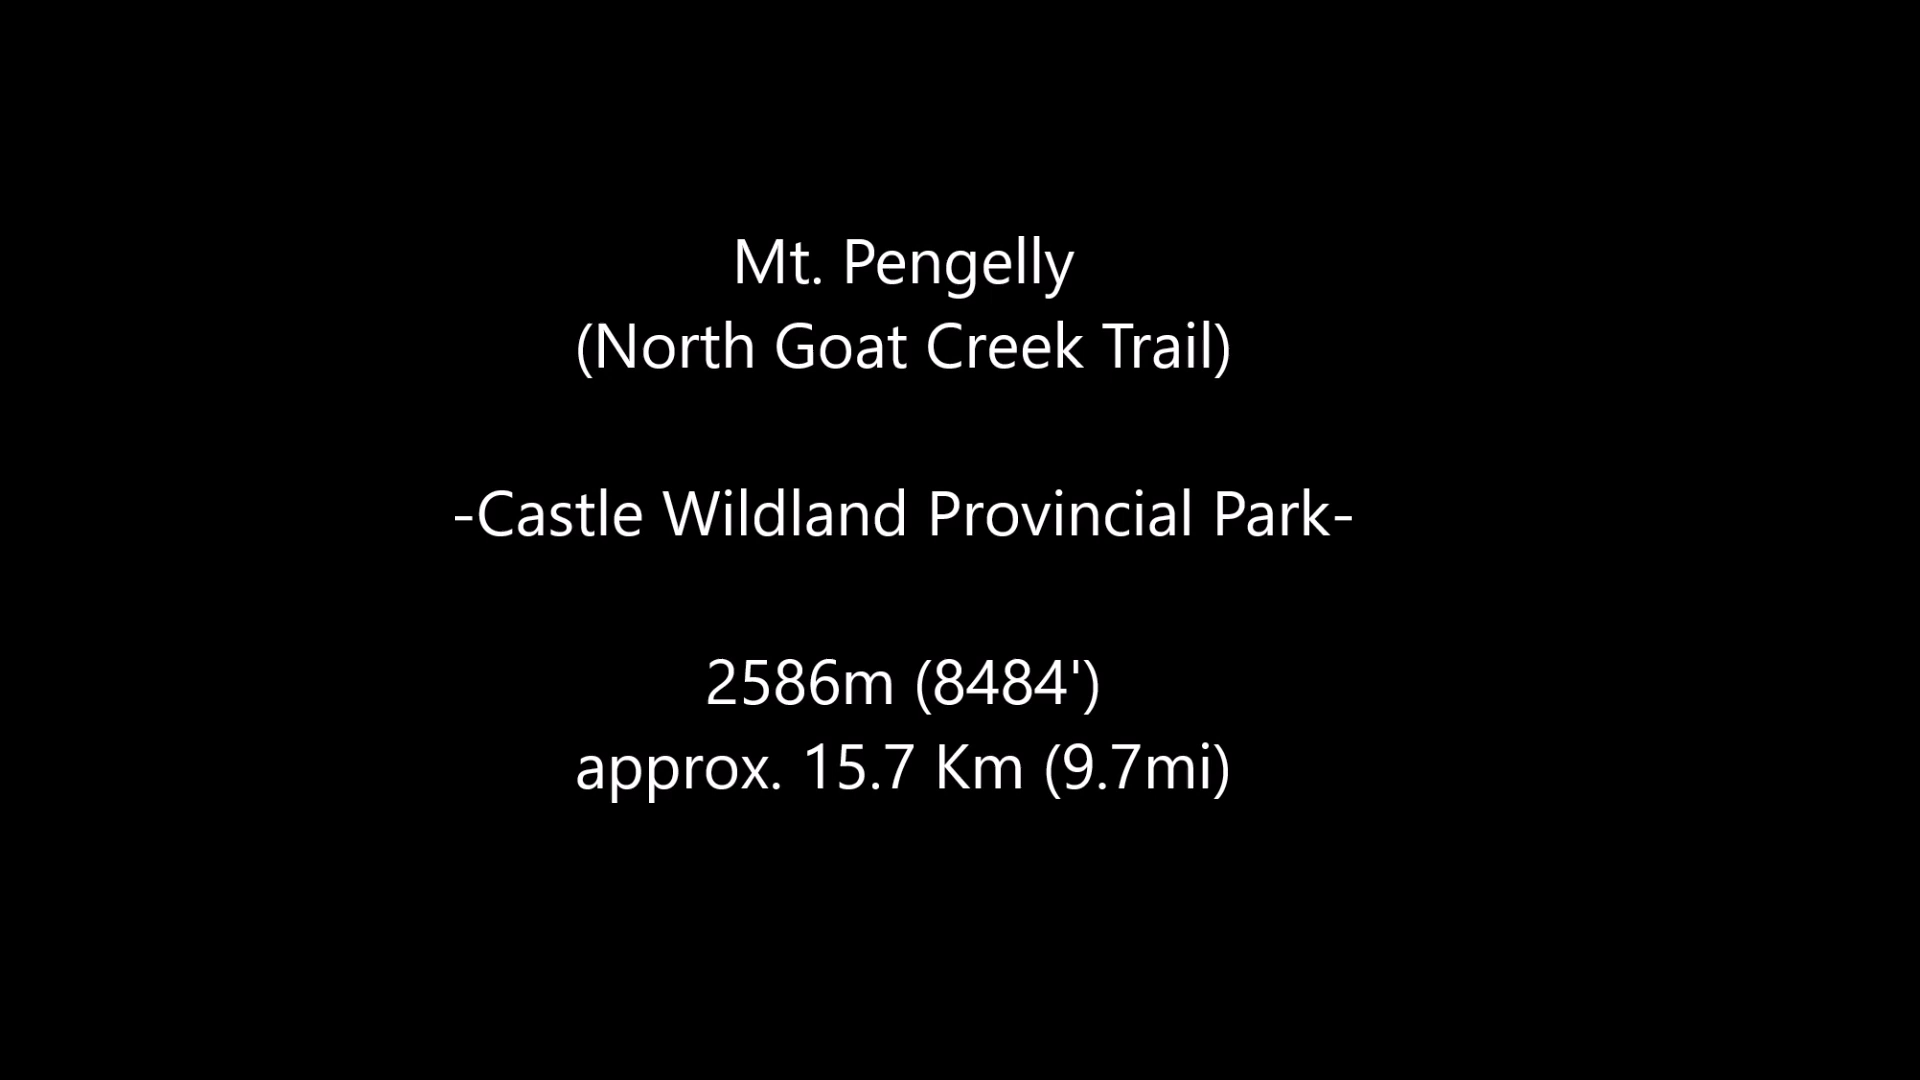 Mt. Pengelly
(North Goat Creek Trail)
-Castle Wildland Provincial Park-
2586m (8484')
approx. 15.7 Km (9.7mi)